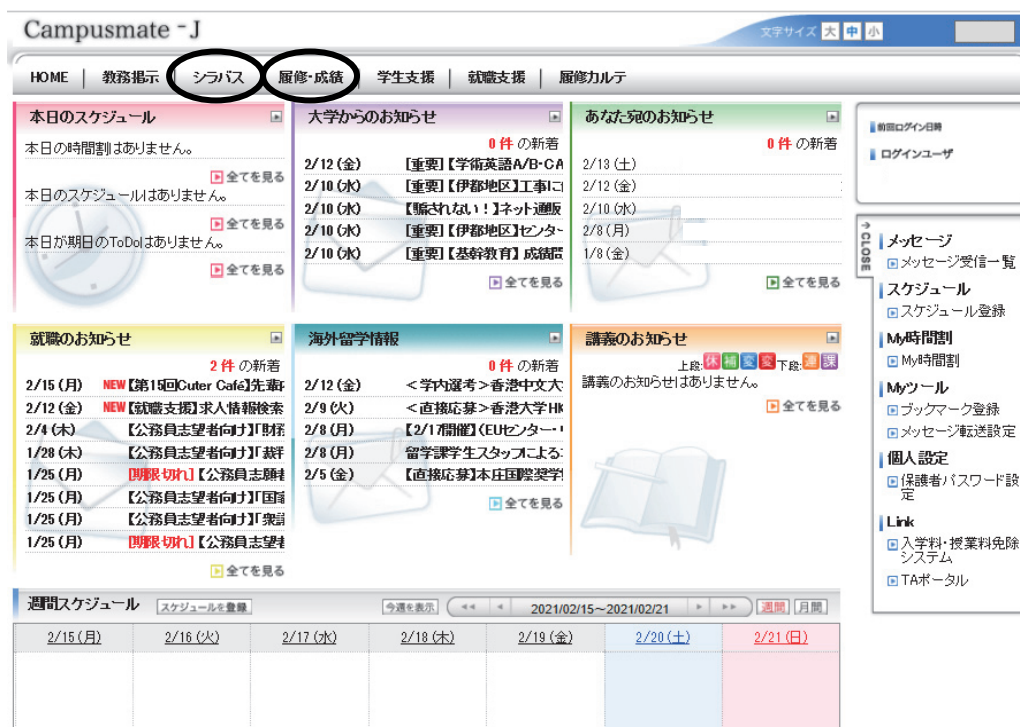 Campusmate-J
文字サイズ 大 中 小
HOME 教務掲示 シラバス 履修・成績 学生支援 就職支援 履修カルテ
本日のスケジュール
本日の時間割はありません。
全てを見る
本日のスケジュールはありません。
全てを見る
本日が期日のToDoはありません。
全てを見る
大学からのお知らせ
0件 の新着
2/12(金) [重要]【学術英語A/B・CA
2/10(水) [重要]【伊都地区】工事に
2/10(水) 【騙されない!】ネット通販
2/10(水) [重要]【伊都地区】センター
2/10(水) [重要]【基幹教育】成績
全てを見る
あなた宛のお知らせ
0件 の新着
2/13(土)
2/12(金)
2/10(水)
2/8(月)
1/8(金)
全てを見る
前回ログイン日時
ログインユーザ
就職のお知らせ
2件 の新着
2/15(月) NEW【第15回Cuter Café】先輩
2/12(金) NEW【就職支援】求人情報検索
2/4(木) 【公務員志望者向け】「財
1/28(木) 【公務員志望者向け】「裁
1/25(月) [期限切れ]【公務員志願
1/25(月) 【公務員志望者向け】「国
1/25(月) 【公務員志望者向け】「衆
1/25(月) [期限切れ]【公務員志望
全てを見る
海外留学情報
0件 の新着
2/12(金) <学内選考>香港中文大
2/9(火) <直接応募>香港大学HK
2/8(月) 【2/17開催】(EUセンター・
2/8(月) 留学課学生スタッフによる
2/5(金) 【直接応募】本庄国際奨学
全てを見る
講義のお知らせ
上段:休 補 変 変 下段:連 課
講義のお知らせはありません。
全てを見る
→CLOSE
メッセージ
メッセージ受信一覧
スケジュール
スケジュール登録
My時間割
My時間割
Myツール
ブックマーク登録
メッセージ転送設定
個人設定
保護者パスワード設
定
Link
入学料・授業料免除
システム
TAポータル
週間スケジュール スケジュールを登録 今週を表示 2021/02/15~2021/02/21 週間 月間
2/15(月) 2/16(火) 2/17(水) 2/18(木) 2/19(金) 2/20(土) 2/21(日)